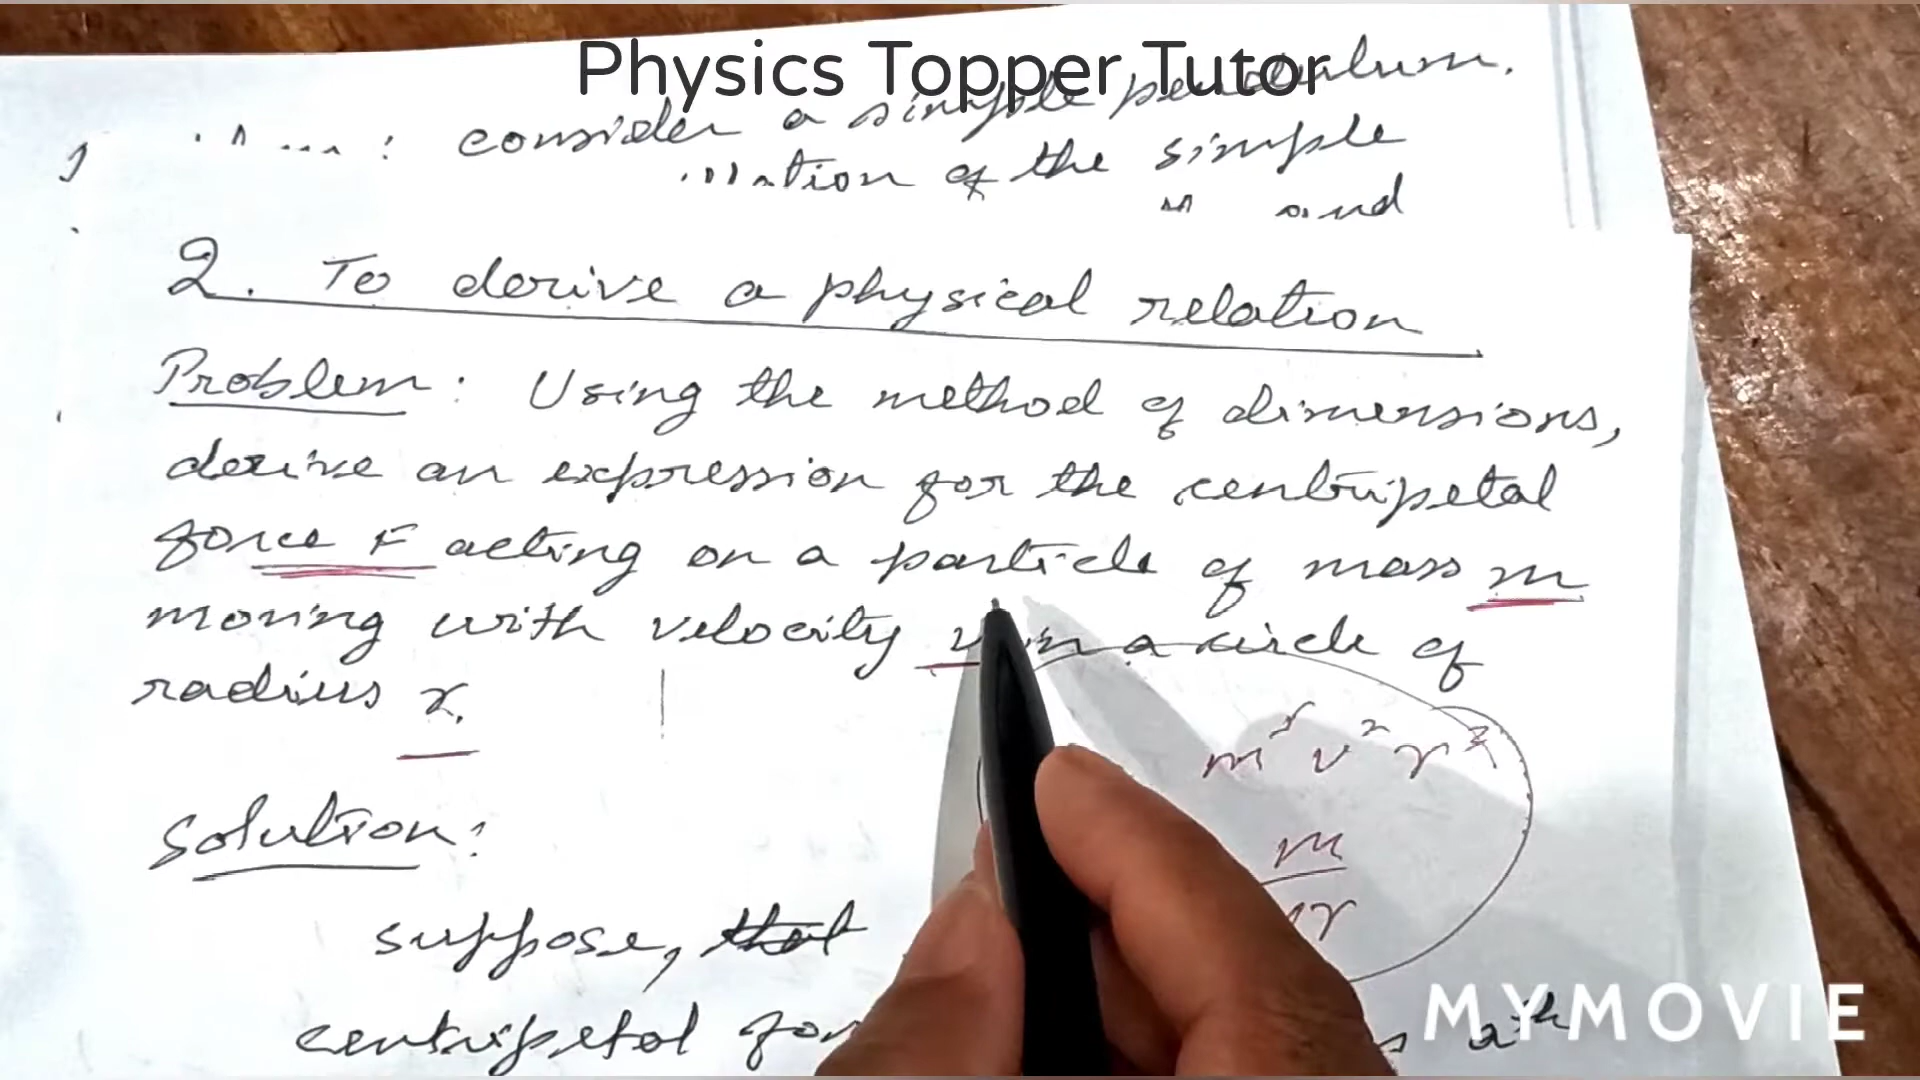 Physics Topper Tutor
: consider a simple pendulum.
of the simple
and
2. To derive a physical relation
Problem: Using the method of dimensions,
derive an expression for the centripetal
force F acting on a particle of mass m
moving with velocity v in a circle of
radius r.
m v r
m
r
Solution:
suppose, that
centripetal for
MYMOVIE